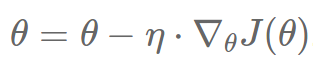 θ = θ − η · ∇θJ(θ)